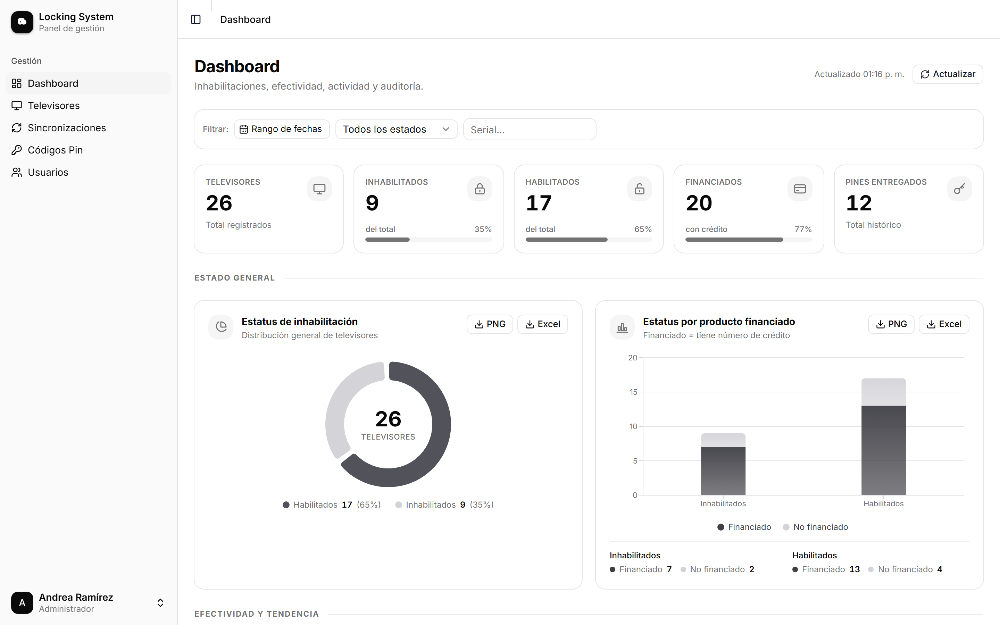 Locking System
Panel de gestión
Gestión
Dashboard
Televisores
Sincronizaciones
Códigos Pin
Usuarios
Andrea Ramírez
Administrador
A
Dashboard
Dashboard
Inhabilitaciones, efectividad, actividad y auditoría.
Actualizado 01:16 p. m.
Actualizar
Filtrar:
Rango de fechas
Todos los estados
Serial...
TELEVISORES
26
Total registrados
INHABILITADOS
9
del total 35%
HABILITADOS
17
del total 65%
FINANCIADOS
20
con crédito 77%
PINES ENTREGADOS
12
Total histórico
ESTADO GENERAL
Estatus de inhabilitación
Distribución general de televisores
PNG
Excel
26
TELEVISORES
Habilitados 17 (65%) Inhabilitados 9 (35%)
Estatus por producto financiado
Financiado = tiene número de crédito
PNG
Excel
20
15
10
5
0
Inhabilitados
Habilitados
Financiado No financiado
Inhabilitados
Financiado 7 No financiado 2
Habilitados
Financiado 13 No financiado 4
EFECTIVIDAD Y TENDENCIA